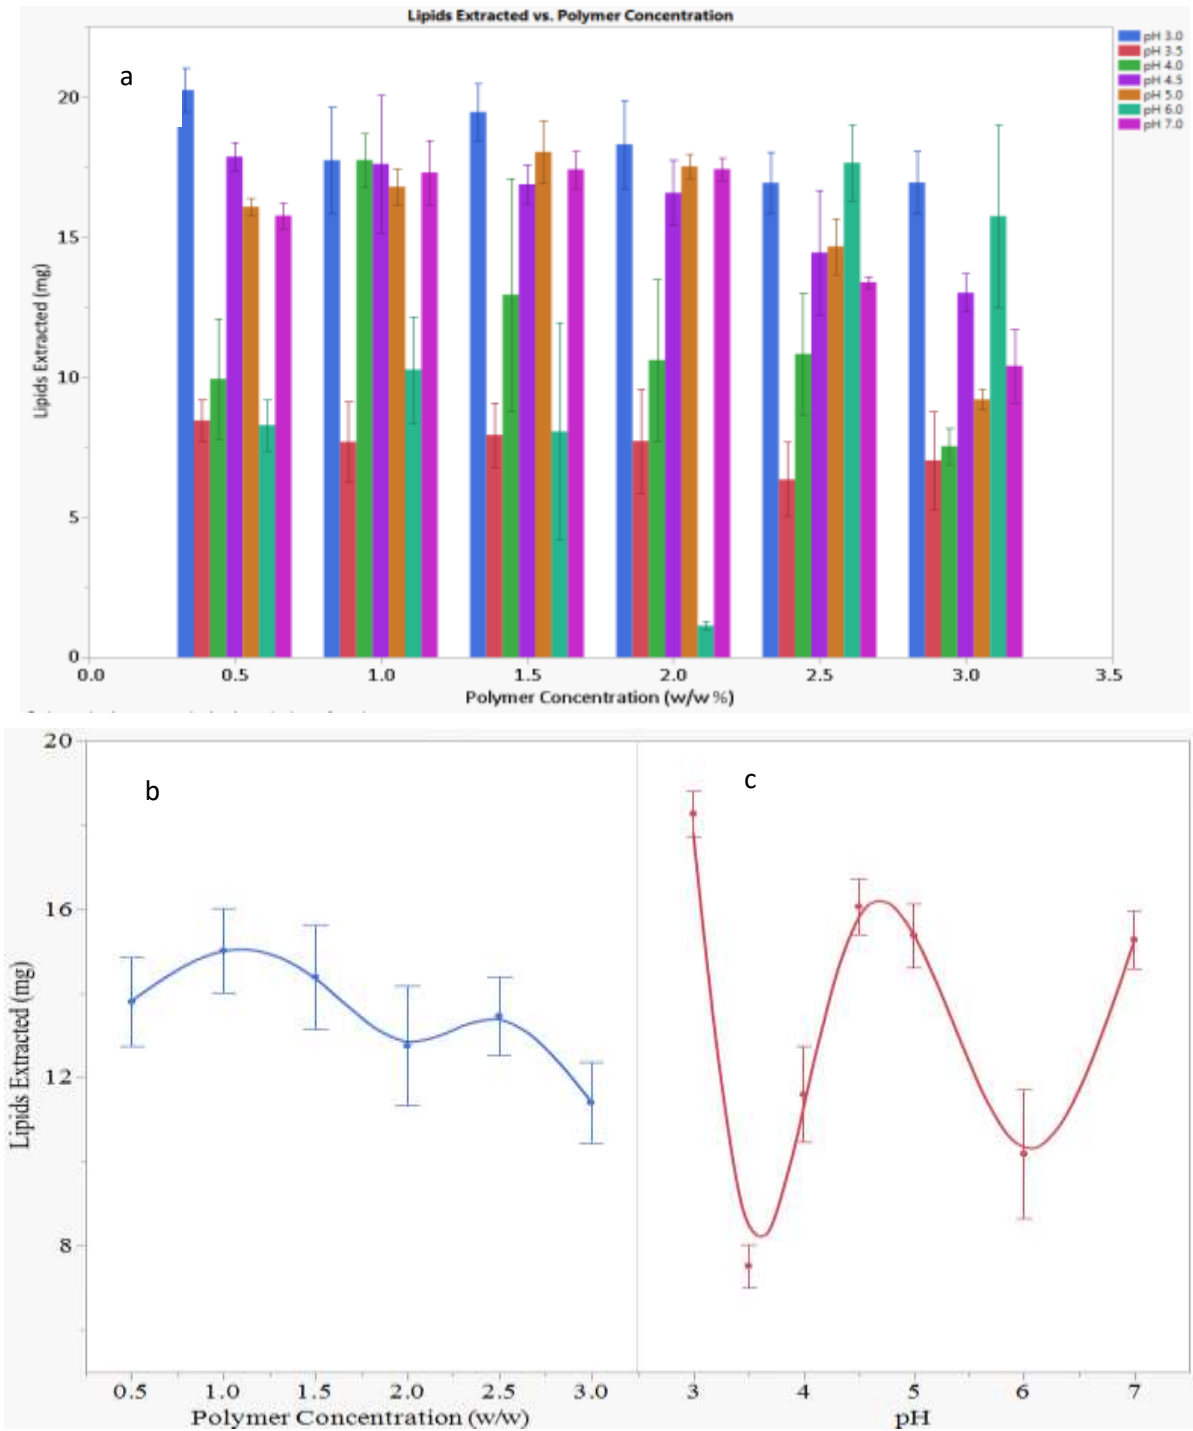 Lipids Extracted vs. Polymer Concentration
a
pH 3.0
pH 3.5
pH 4.0
pH 4.5
pH 5.0
pH 6.0
pH 7.0
Lipids Extracted (mg)
20
15
10
5
0
0.0 0.5 1.0 1.5 2.0 2.5 3.0 3.5
Polymer Concentration (w/w %)
b
c
Lipids Extracted (mg)
20
16
12
8
0.5 1.0 1.5 2.0 2.5 3.0
3 4 5 6 7
Polymer Concentration (w/w)
pH